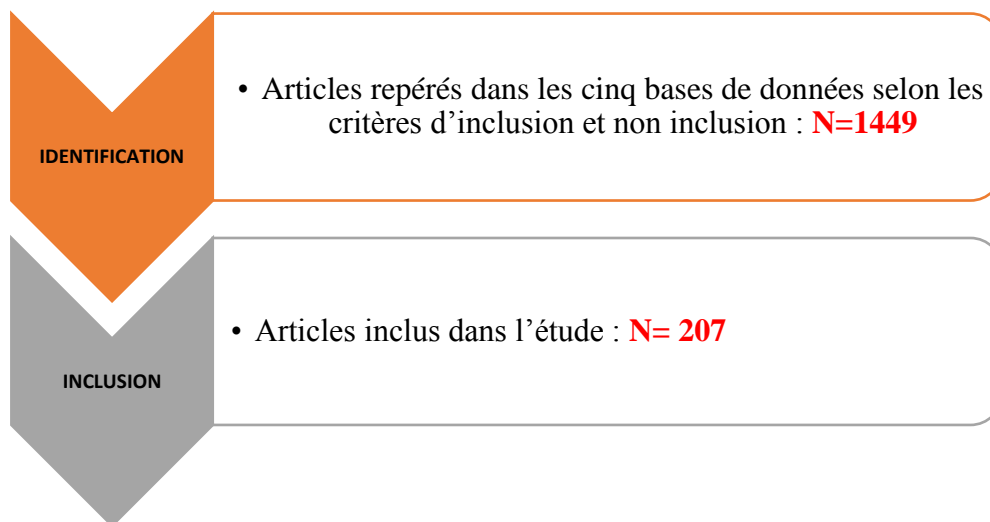 IDENTIFICATION
• Articles repérés dans les cinq bases de données selon les
critères d’inclusion et non inclusion : N=1449
INCLUSION
• Articles inclus dans l’étude : N= 207